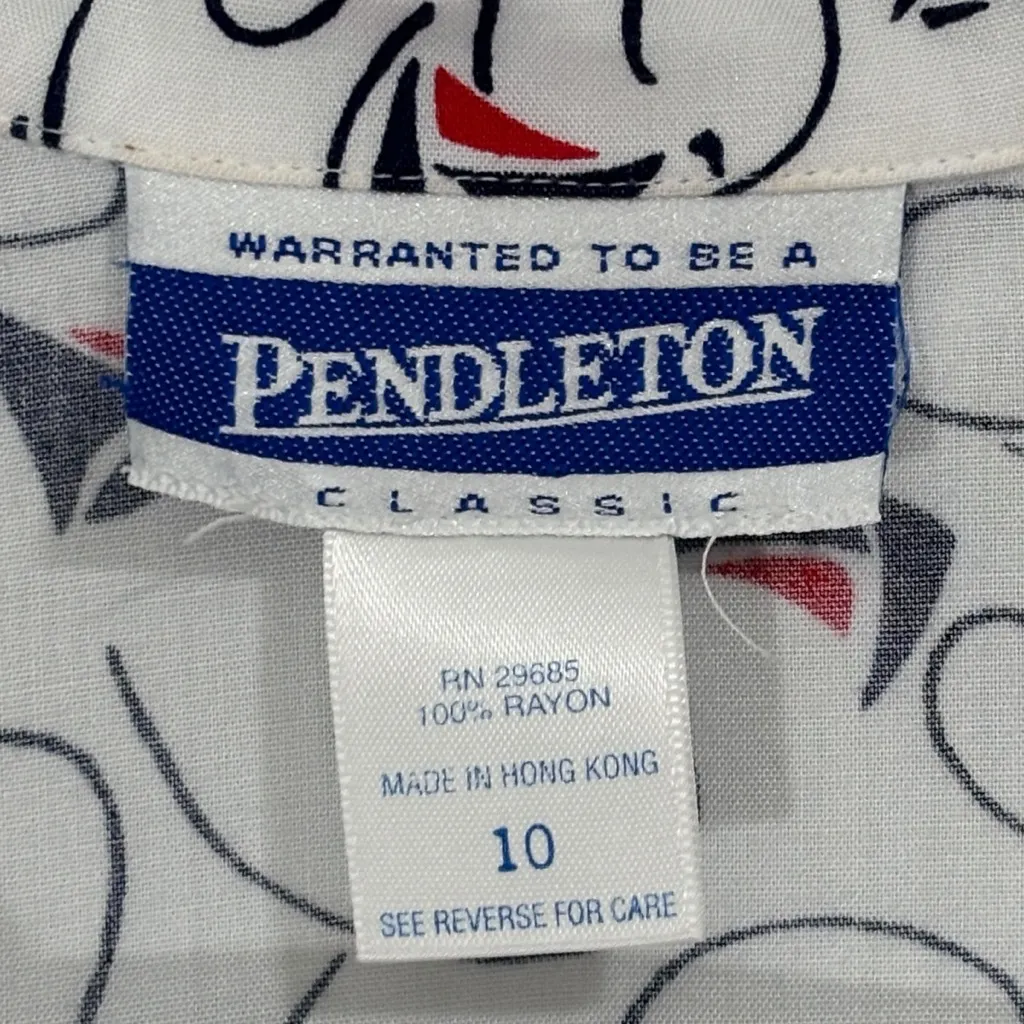 WARRANTED TO BE A
PENDLETON
CLASSIC
RN 29685
100% RAYON
MADE IN HONG KONG
10
SEE REVERSE FOR CARE